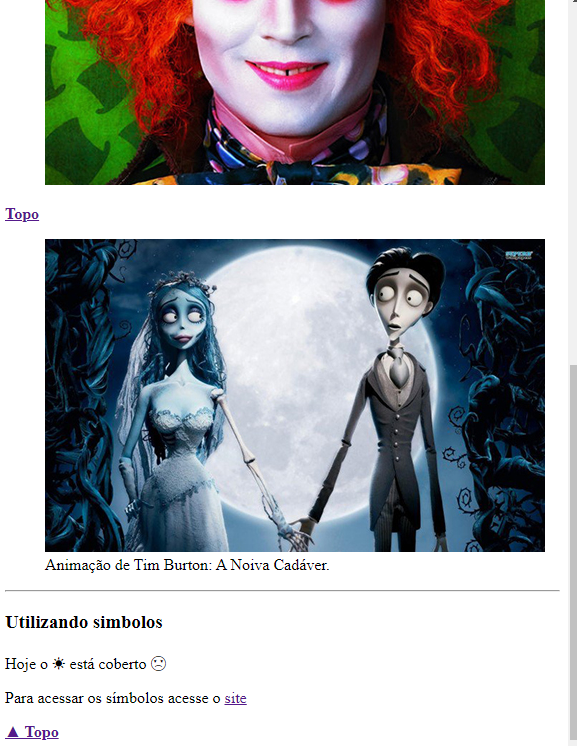 Topo
Animação de Tim Burton: A Noiva Cadáver.
Utilizando simbolos
Hoje o ☀ está coberto ☹
Para acessar os símbolos acesse o site
▲ Topo